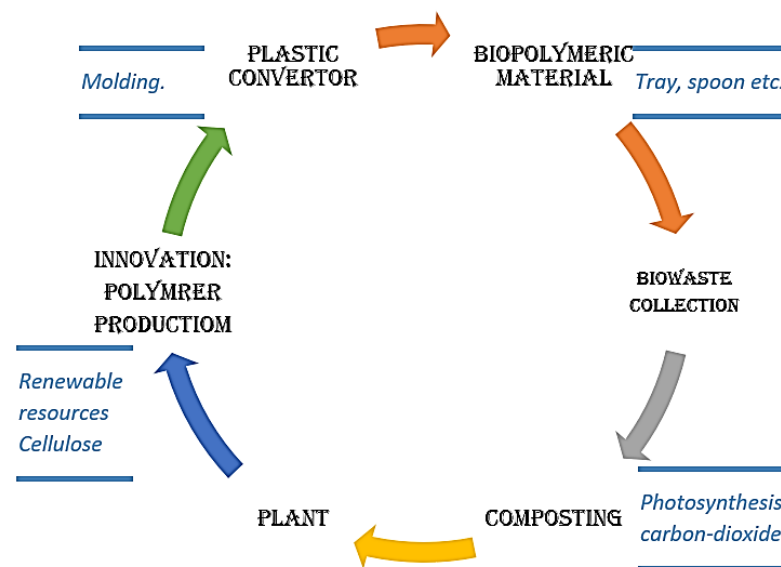 PLASTIC
CONVERTOR
BIOPOLYMERIC
MATERIAL
Molding.
Tray, spoon etc.
INNOVATION:
POLYMRER
PRODUCTIOM
BIOWASTE
COLLECTION
Renewable
resources
Cellulose
PLANT
COMPOSTING
Photosynthesis
carbon-dioxide